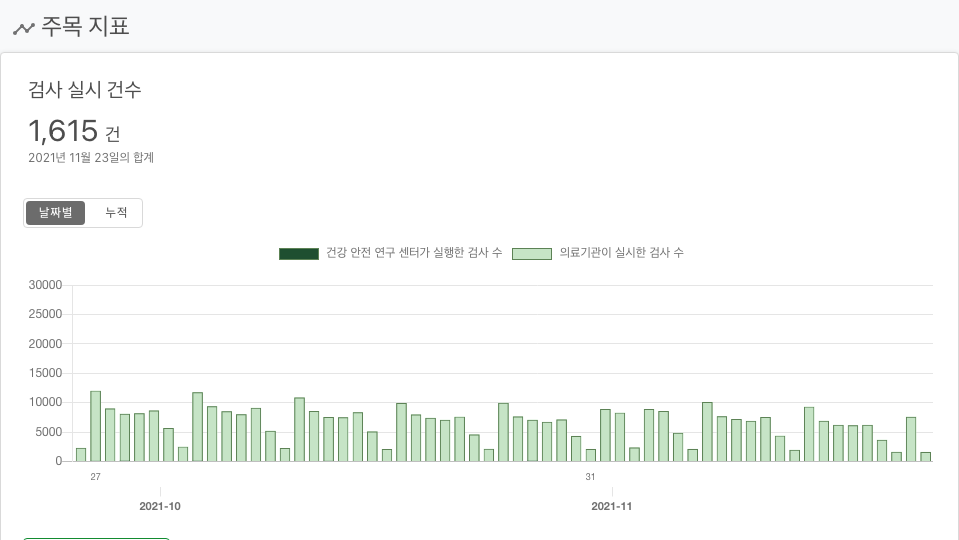 주목 지표
검사 실시 건수
1,615 건
2021년 11월 23일의 합계
날짜별 누적
건강 안전 연구 센터가 실행한 검사 수 의료기관이 실시한 검사 수
30000
25000
20000
15000
10000
5000
0
27 31
2021-10 2021-11